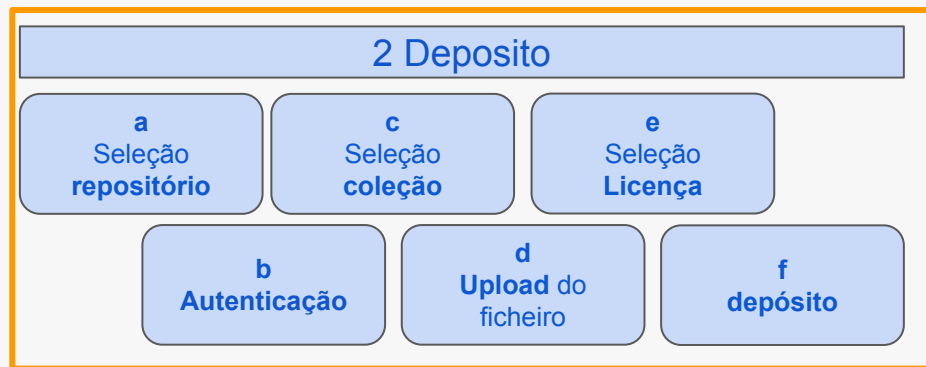 2 Deposito
a
Seleção
repositório
b
Autenticação
c
Seleção
coleção
d
Upload do
ficheiro
e
Seleção
Licença
f
depósito